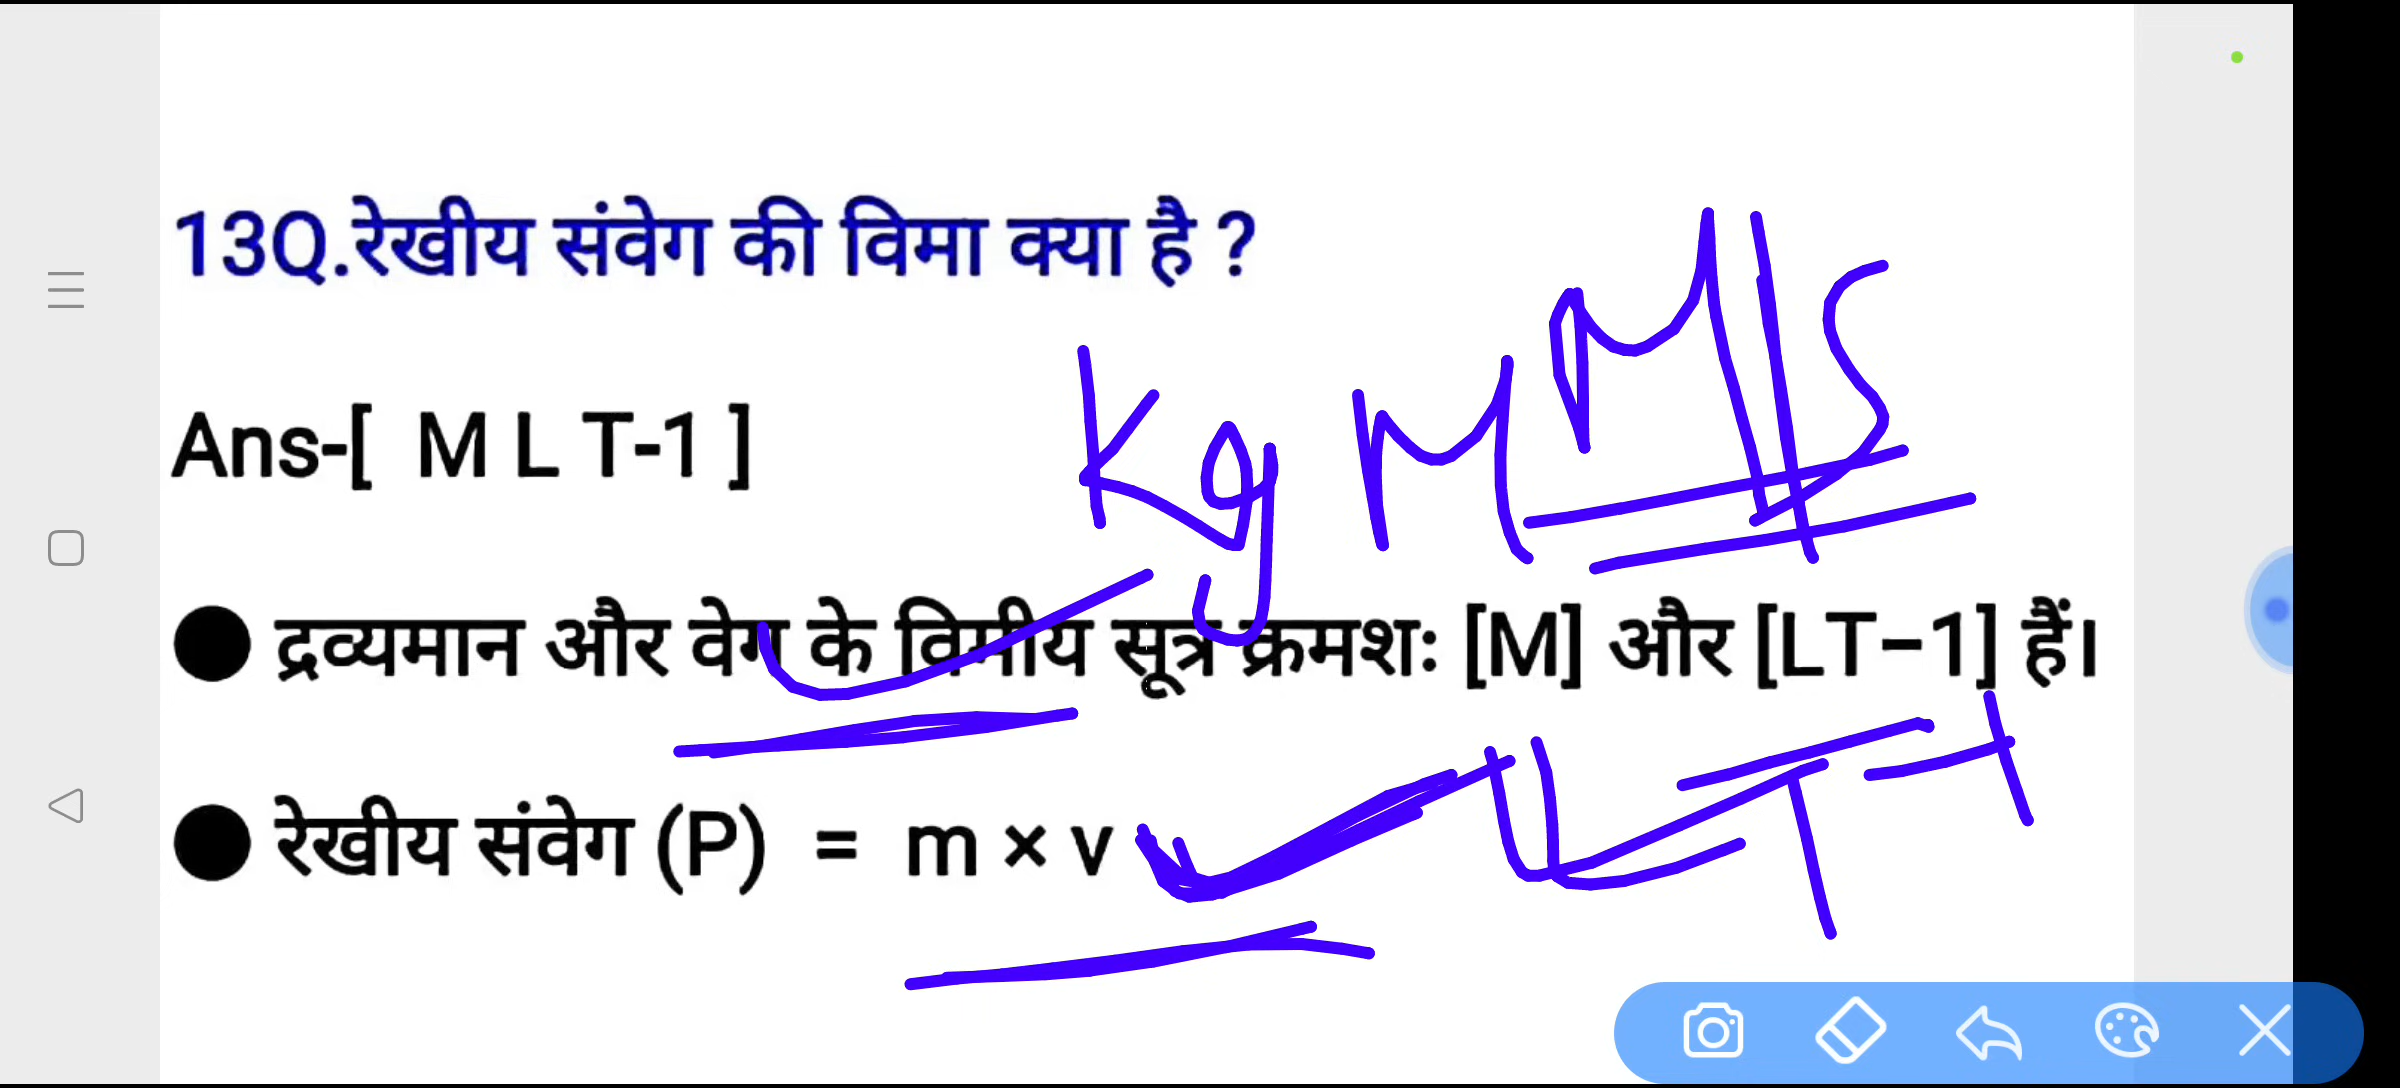 13Q.रेखीय संवेग की विमा क्या है ?
Kg M M/S
Ans-[ M L T-1 ]
द्रव्यमान और वेग के विमीय सूत्र क्रमशः [M] और [LT−1] हैं।
LT-1
रेखीय संवेग (P) = m × v